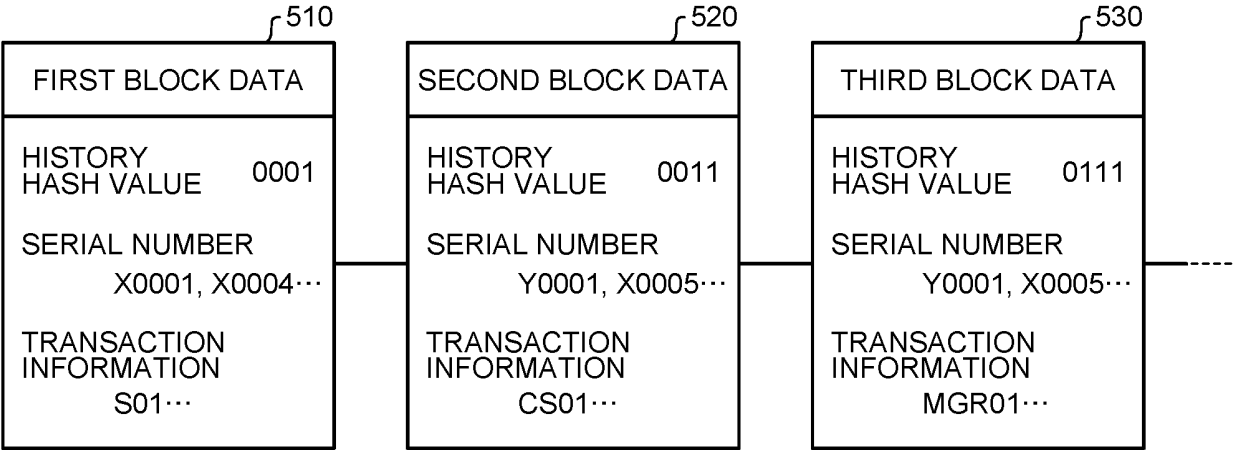 510
FIRST BLOCK DATA
HISTORY
HASH VALUE 0001
SERIAL NUMBER
X0001, X0004···
TRANSACTION
INFORMATION
S01···
520
SECOND BLOCK DATA
HISTORY
HASH VALUE 0011
SERIAL NUMBER
Y0001, X0005···
TRANSACTION
INFORMATION
CS01···
530
THIRD BLOCK DATA
HISTORY
HASH VALUE 0111
SERIAL NUMBER
Y0001, X0005···
TRANSACTION
INFORMATION
MGR01···